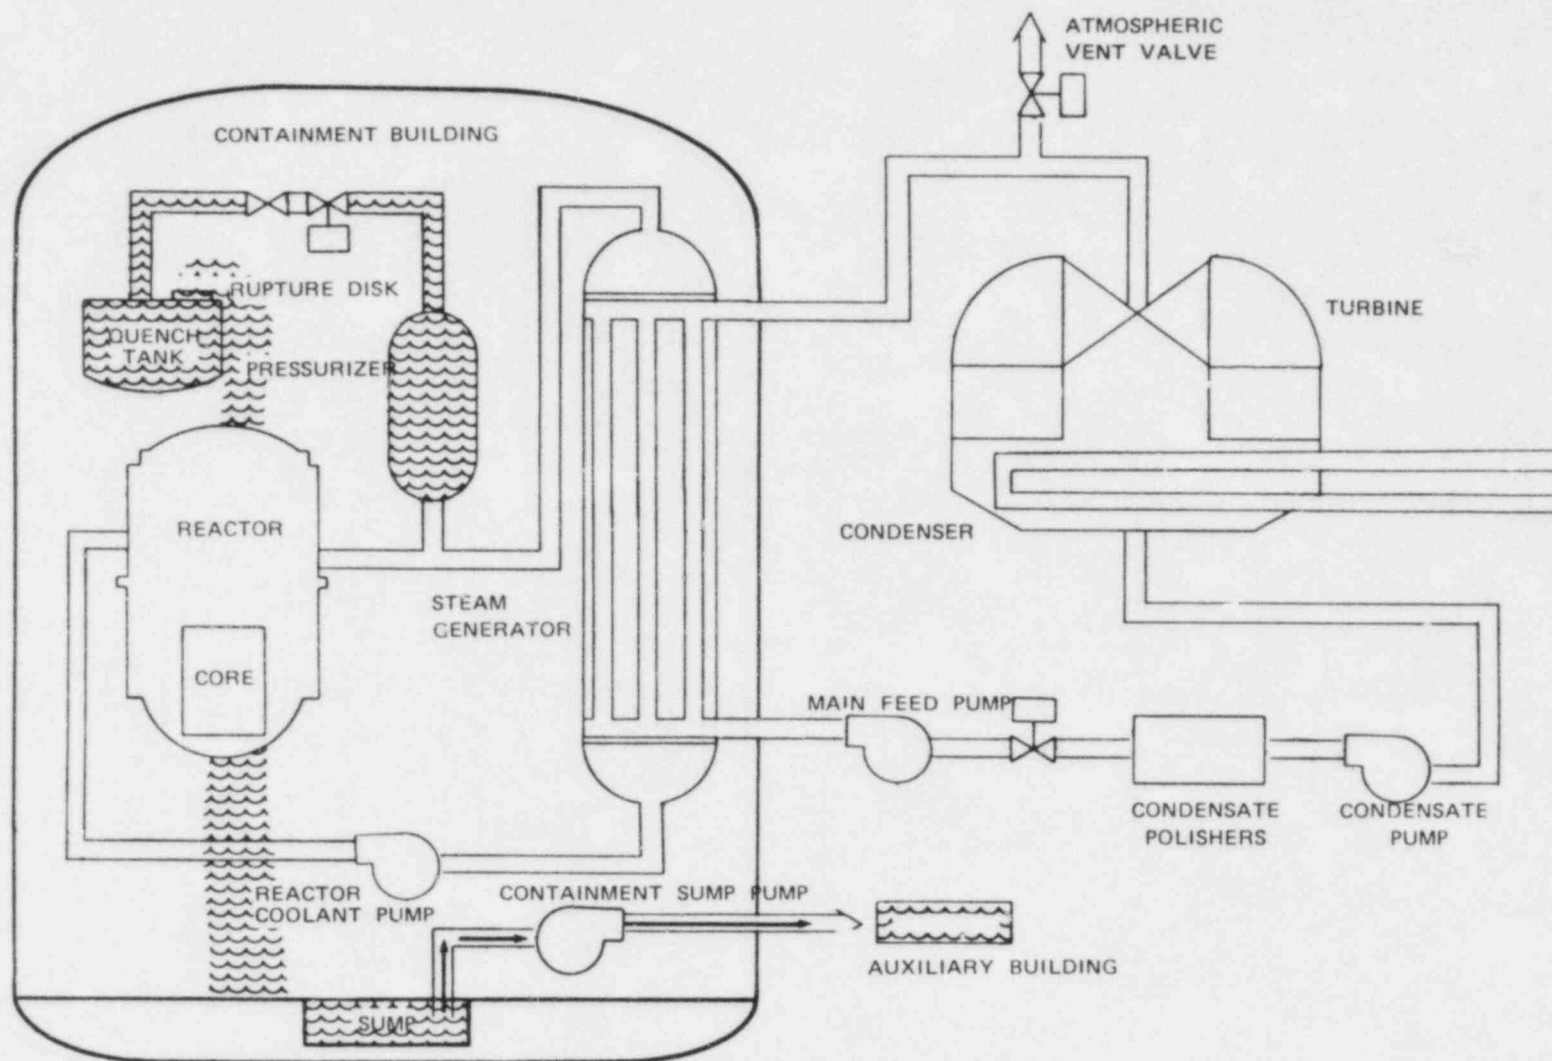 ATMOSPHERIC
VENT VALVE
CONTAINMENT BUILDING
RUPTURE DISK
QUENCH
TANK
PRESSURIZER
TURBINE
REACTOR
CONDENSER
STEAM
GENERATOR
CORE
MAIN FEED PUMP
CONDENSATE
POLISHERS
CONDENSATE
PUMP
REACTOR
COOLANT PUMP
CONTAINMENT SUMP PUMP
AUXILIARY BUILDING
SUMP